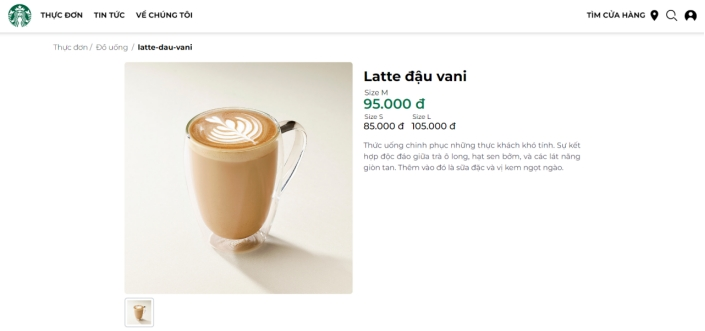 THỰC ĐƠN TIN TỨC VỀ CHÚNG TÔI TÌM CỬA HÀNG
Thực đơn / Đồ uống / latte-dau-vani
Latte đậu vani
Size M
95.000 đ
Size S Size L
85.000 đ 105.000 đ
Thức uống chinh phục những thực khách khó tính. Sự kết
hợp độc đáo giữa trà ô long, hạt sen bờm, và các lát năng
giòn tan. Thêm vào đó là sữa đặc và vị kem ngọt ngào.